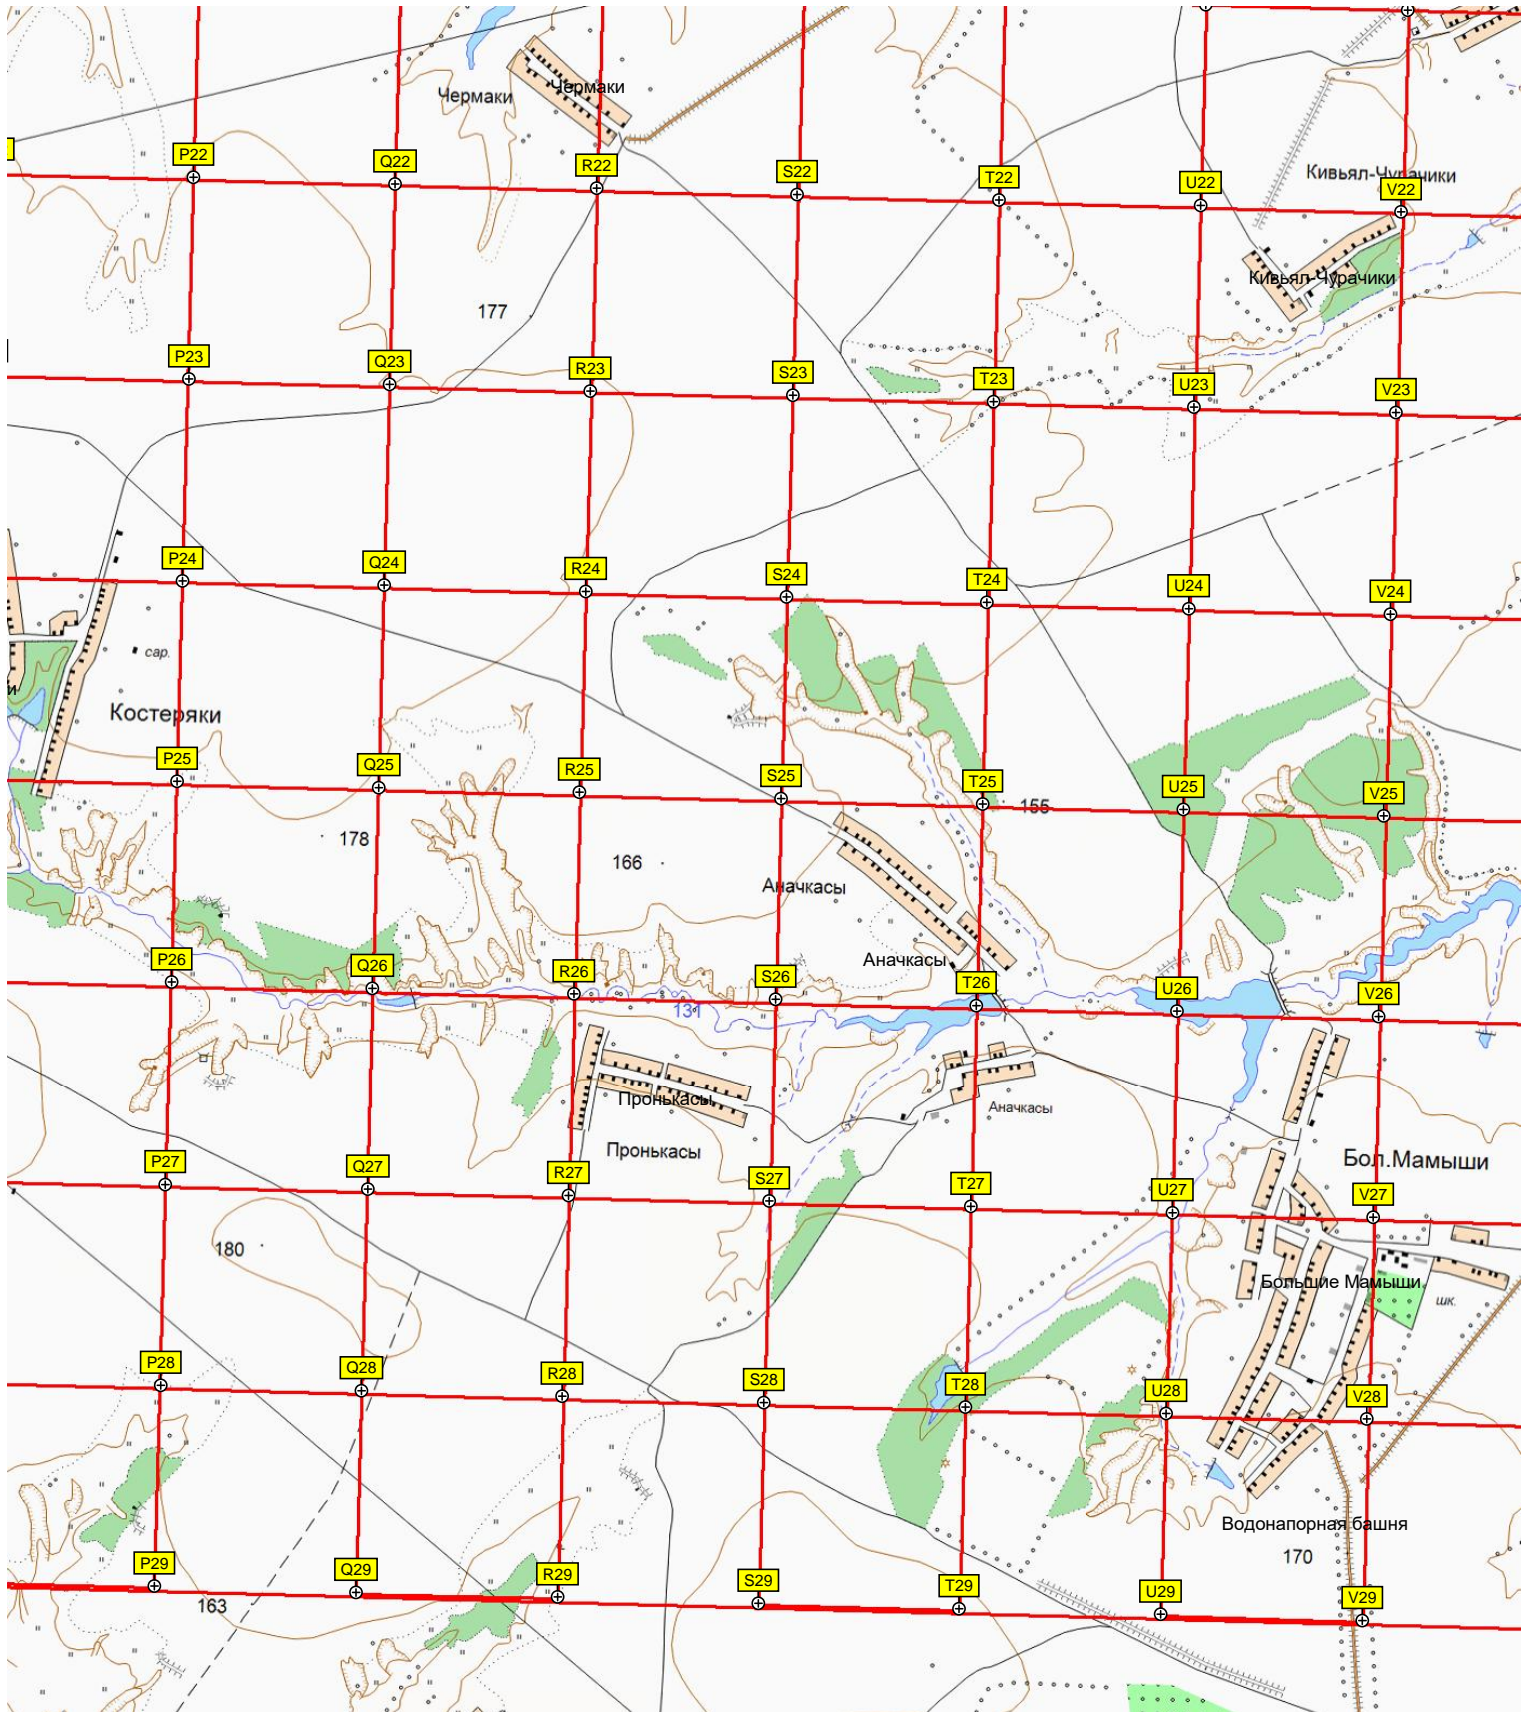 Чермаки
Чермаки
P22
Q22
R22
S22
T22
U22
Кивьял-Чурачики
V22
Кивьял-Чурачики
177
P23
Q23
R23
S23
T23
U23
V23
P24
Q24
R24
S24
T24
U24
V24
сар.
и
Костеряки
P25
Q25
R25
S25
T25
155
U25
V25
178
166
Аначкасы
Аначкасы
P26
Q26
R26
S26
T26
U26
V26
131
Пронькасы
Аначкасы
Пронькасы
Бол.Мамыши
P27
Q27
R27
S27
T27
U27
V27
180
Большие Мамыши
шк.
P28
Q28
R28
S28
T28
U28
V28
Водонапорная башня
170
P29
Q29
R29
S29
T29
U29
V29
163